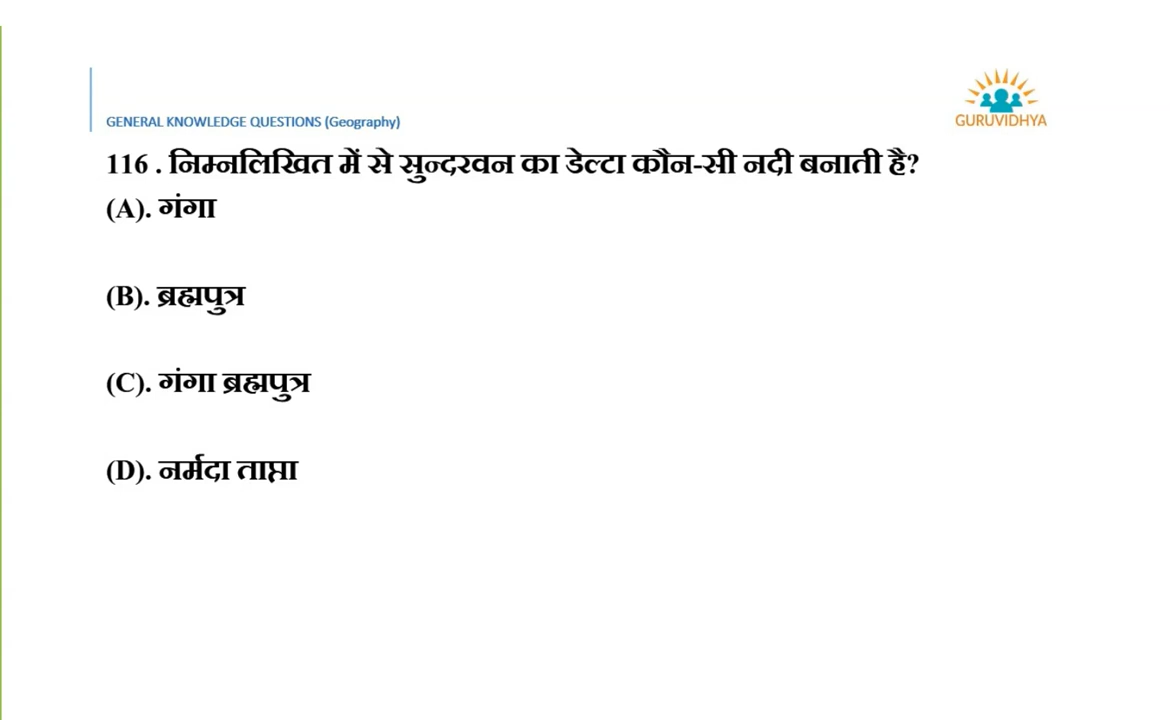 GENERAL KNOWLEDGE QUESTIONS (Geography)
GURUVIDHYA
116 . निम्नलिखित में से सुन्दरवन का डेल्टा कौन-सी नदी बनाती है?
(A). गंगा
(B). ब्रह्मपुत्र
(C). गंगा ब्रह्मपुत्र
(D). नर्मदा ताप्ता